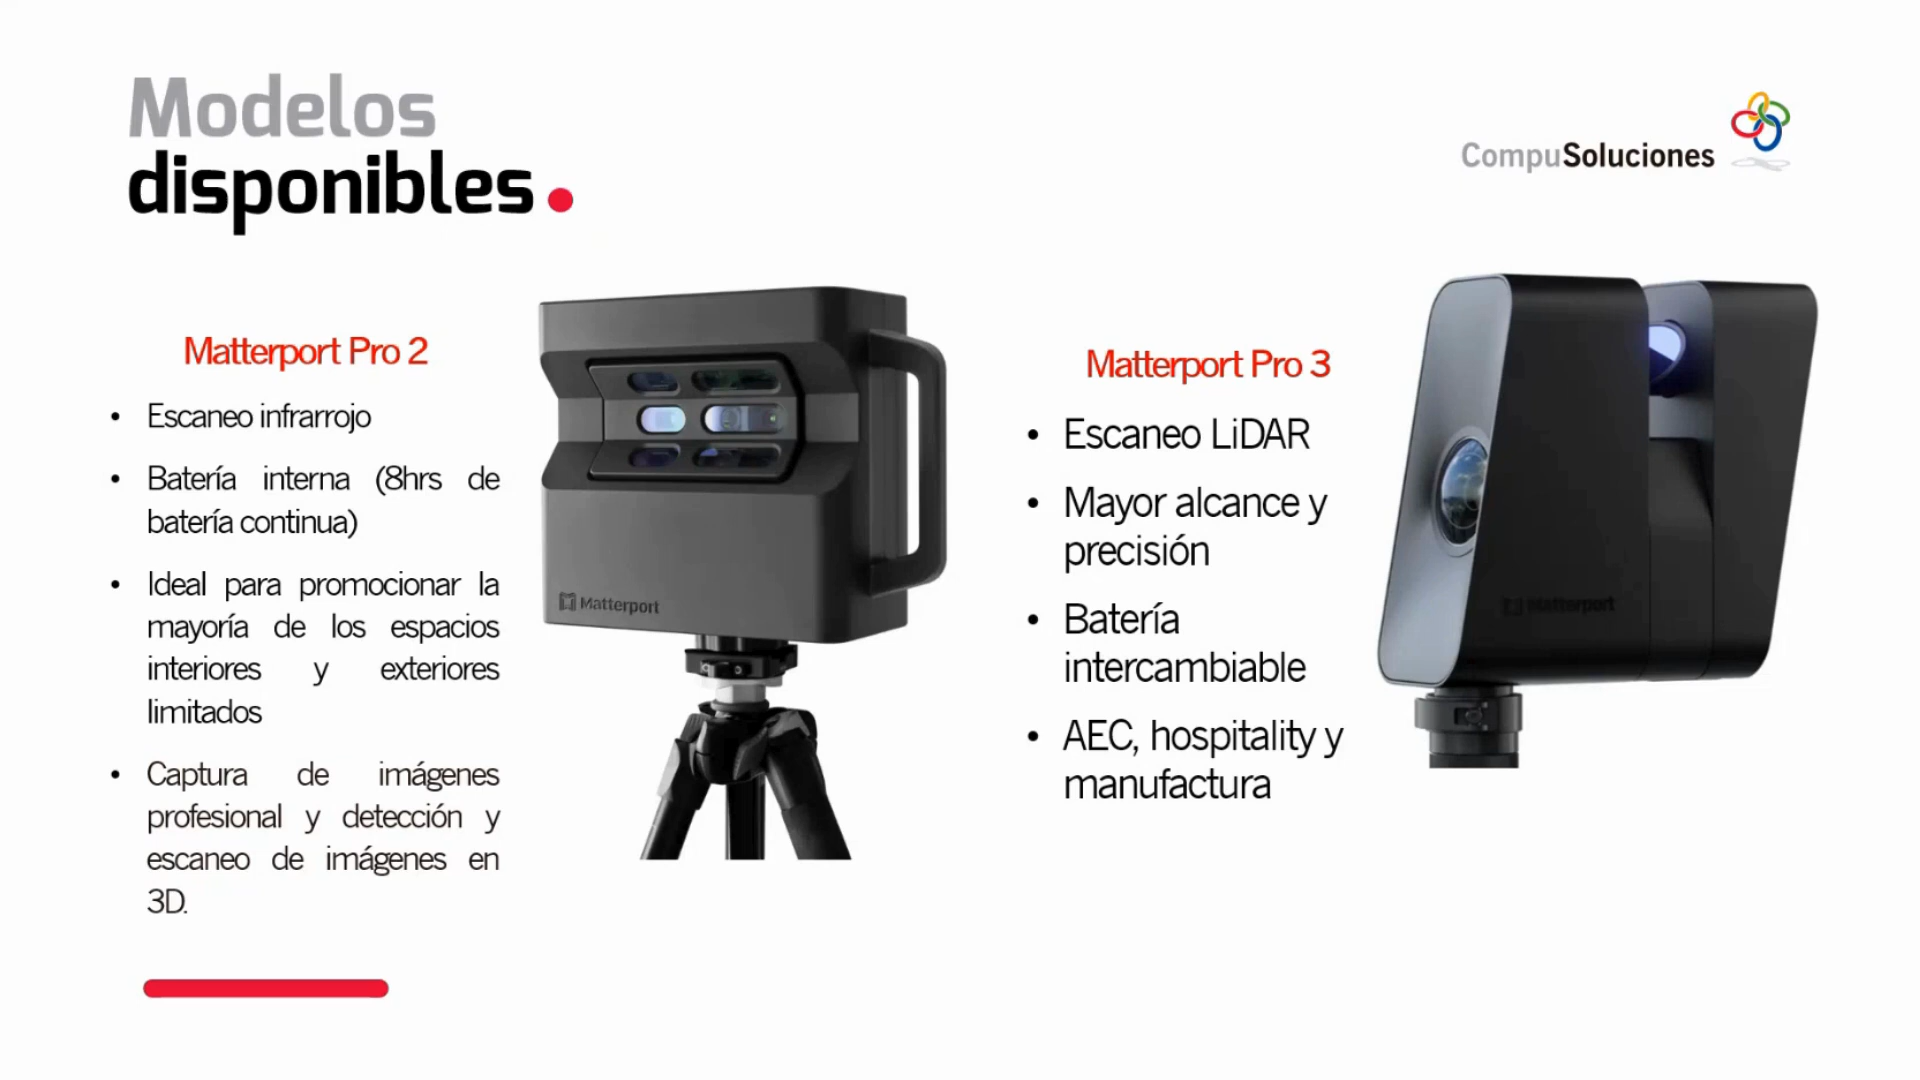 Modelos
disponibles.
CompuSoluciones
Matterport Pro 2
• Escaneo infrarrojo
• Batería interna (8hrs de
batería continua)
• Ideal para promocionar la
mayoría de los espacios
interiores y exteriores
limitados
• Captura de imágenes
profesional y detección y
escaneo de imágenes en
3D.
Matterport
Matterport Pro 3
• Escaneo LiDAR
• Mayor alcance y
precisión
• Batería
intercambiable
• AEC, hospitality y
manufactura
Matterport